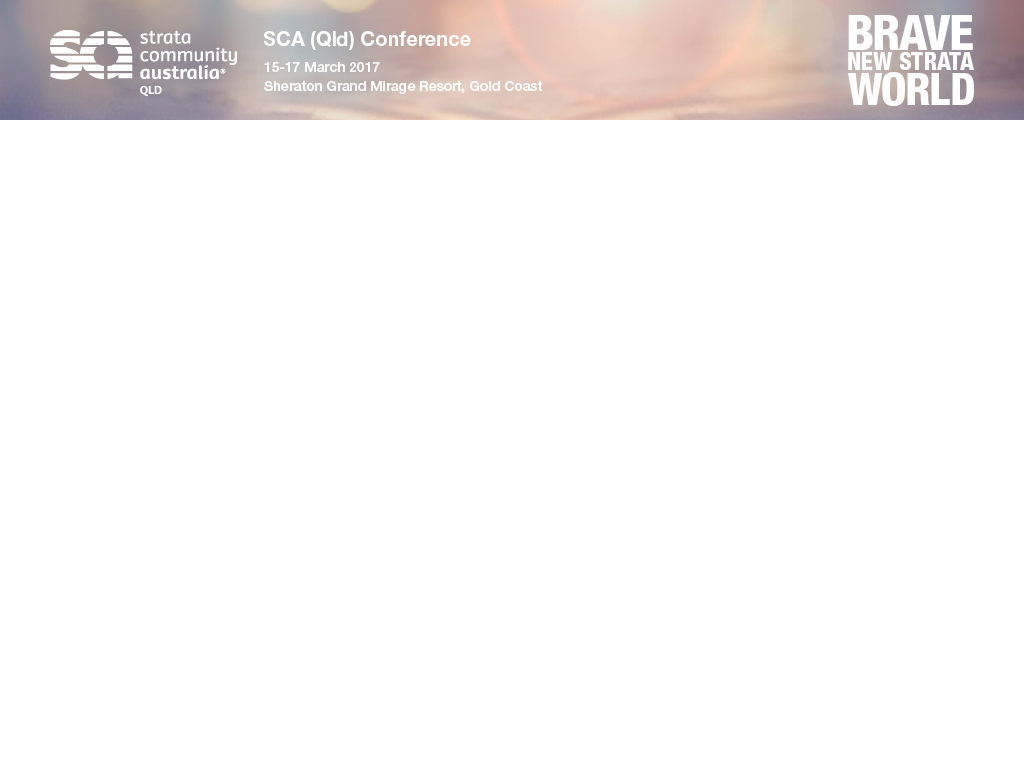 strata
community
australia®
QLD
SCA (Qld) Conference
15-17 March 2017
Sheraton Grand Mirage Resort, Gold Coast
BRAVE
NEW STRATA
WORLD